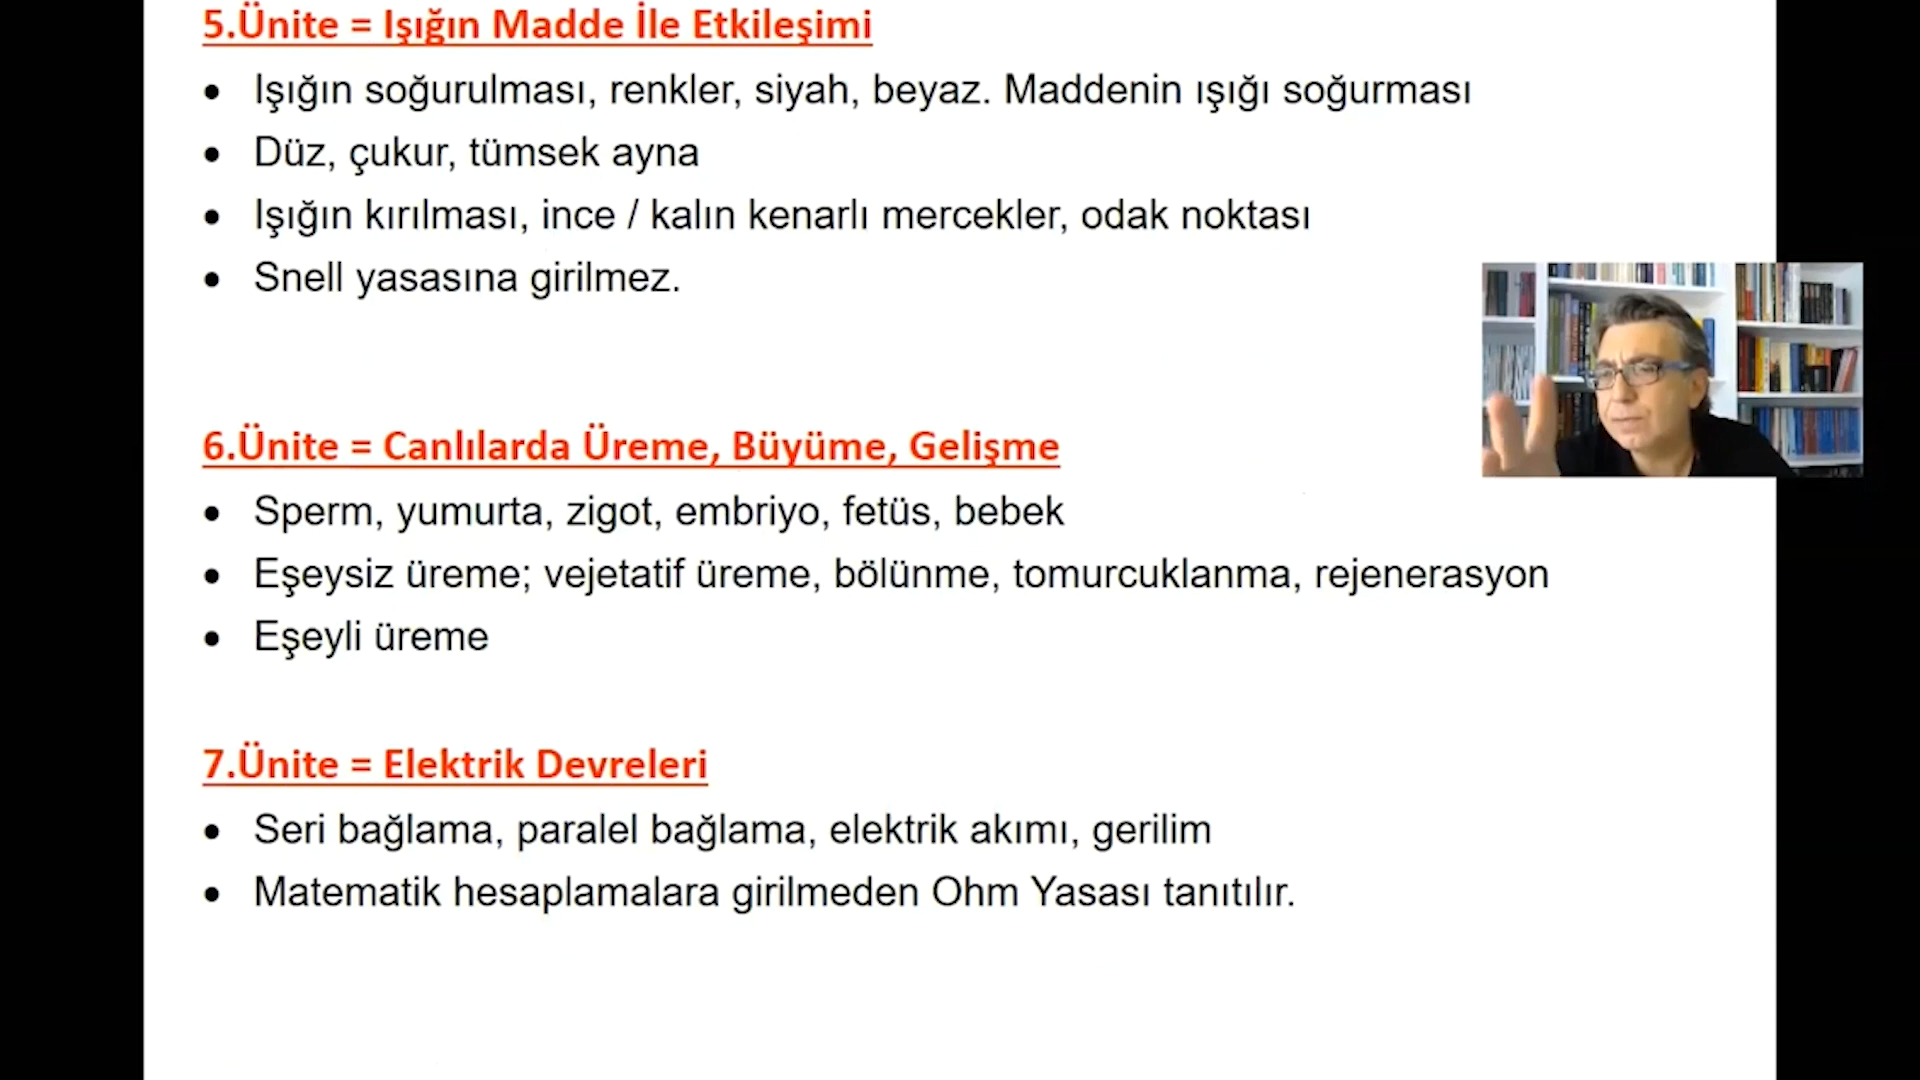 5.Ünite = Işığın Madde İle Etkileşimi
• Işığın soğurulması, renkler, siyah, beyaz. Maddenin ışığı soğurması
• Düz, çukur, tümsek ayna
• Işığın kırılması, ince / kalın kenarlı mercekler, odak noktası
• Snell yasasına girilmez.
6.Ünite = Canlılarda Üreme, Büyüme, Gelişme
• Sperm, yumurta, zigot, embriyo, fetüs, bebek
• Eşeysiz üreme; vejetatif üreme, bölünme, tomurcuklanma, rejenerasyon
• Eşeyli üreme
7.Ünite = Elektrik Devreleri
• Seri bağlama, paralel bağlama, elektrik akımı, gerilim
• Matematik hesaplamalara girilmeden Ohm Yasası tanıtılır.